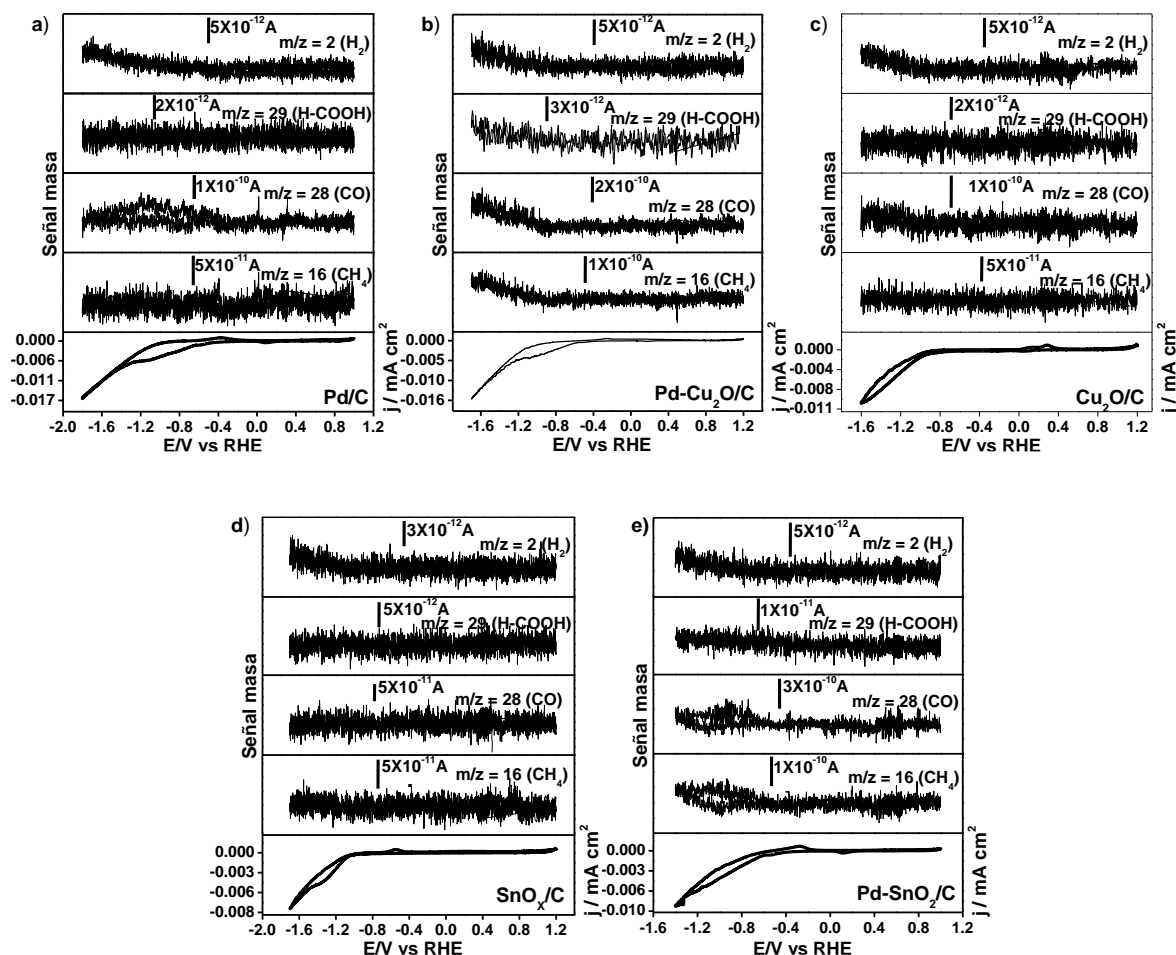 a)
5X10⁻¹²A
m/z = 2 (H₂)
2X10⁻¹²A
m/z = 29 (H-COOH)
1X10⁻¹⁰A
m/z = 28 (CO)
5X10⁻¹¹A
m/z = 16 (CH₄)
Señal masa
0.000
-0.006
-0.011
-0.017
Pd/C
j / mA cm²
-2.0 -1.6 -1.2 -0.8 -0.4 0.0 0.4 0.8 1.2
E/V vs RHE
b)
5X10⁻¹²A
m/z = 2 (H₂)
3X10⁻¹²A
m/z = 29 (H-COOH)
2X10⁻¹⁰A
m/z = 28 (CO)
1X10⁻¹⁰A
m/z = 16 (CH₄)
Señal masa
0.000
-0.005
-0.010
-0.016
Pd-Cu₂O/C
j / mA cm²
-1.6 -1.2 -0.8 -0.4 0.0 0.4 0.8 1.2
E/V vs RHE
c)
5X10⁻¹²A
m/z = 2 (H₂)
2X10⁻¹²A
m/z = 29 (H-COOH)
1X10⁻¹⁰A
m/z = 28 (CO)
5X10⁻¹¹A
m/z = 16 (CH₄)
Señal masa
0.000
-0.004
-0.008
-0.011
Cu₂O/C
j / mA cm²
-1.6 -1.2 -0.8 -0.4 0.0 0.4 0.8 1.2
E/V vs RHE
d)
3X10⁻¹²A
m/z = 2 (H₂)
5X10⁻¹²A
m/z = 29 (H-COOH)
5X10⁻¹¹A
m/z = 28 (CO)
5X10⁻¹¹A
m/z = 16 (CH₄)
Señal masa
0.000
-0.003
-0.006
-0.008
SnOₓ/C
j / mA cm²
-2.0 -1.6 -1.2 -0.8 -0.4 0.0 0.4 0.8 1.2
E/V vs RHE
e)
5X10⁻¹²A
m/z = 2 (H₂)
1X10⁻¹¹A
m/z = 29 (H-COOH)
3X10⁻¹⁰A
m/z = 28 (CO)
1X10⁻¹⁰A
m/z = 16 (CH₄)
Señal masa
0.000
-0.003
-0.006
-0.010
Pd-SnO₂/C
j / mA cm²
-1.6 -1.2 -0.8 -0.4 0.0 0.4 0.8 1.2
E/V vs RHE